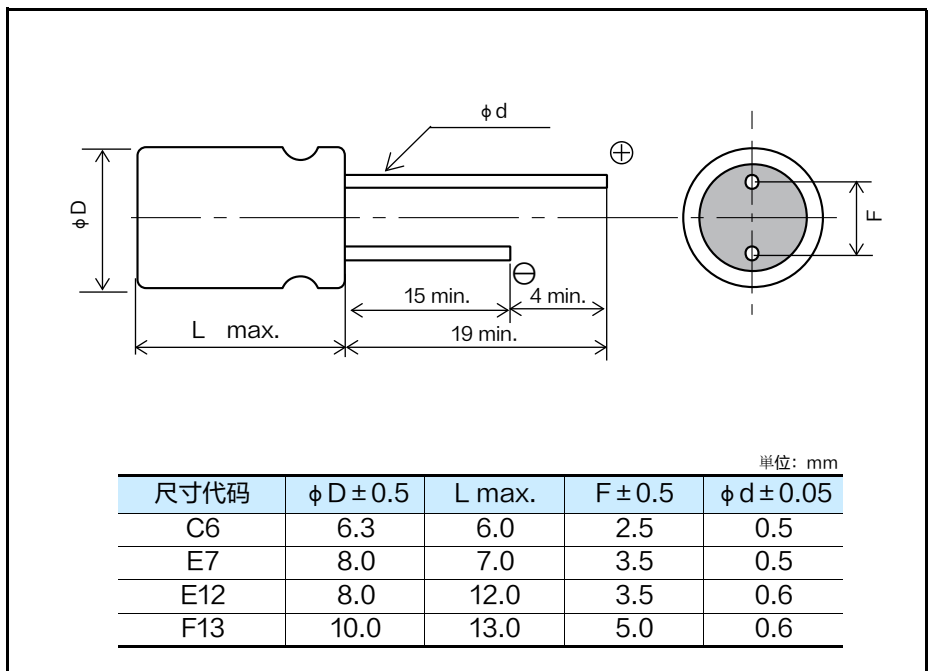 φd
⊕
φD
F
⊖
15 min.
4 min.
L max.
19 min.
単位：mm
尺寸代码 φD±0.5 L max. F±0.5 φd±0.05
C6 6.3 6.0 2.5 0.5
E7 8.0 7.0 3.5 0.5
E12 8.0 12.0 3.5 0.6
F13 10.0 13.0 5.0 0.6